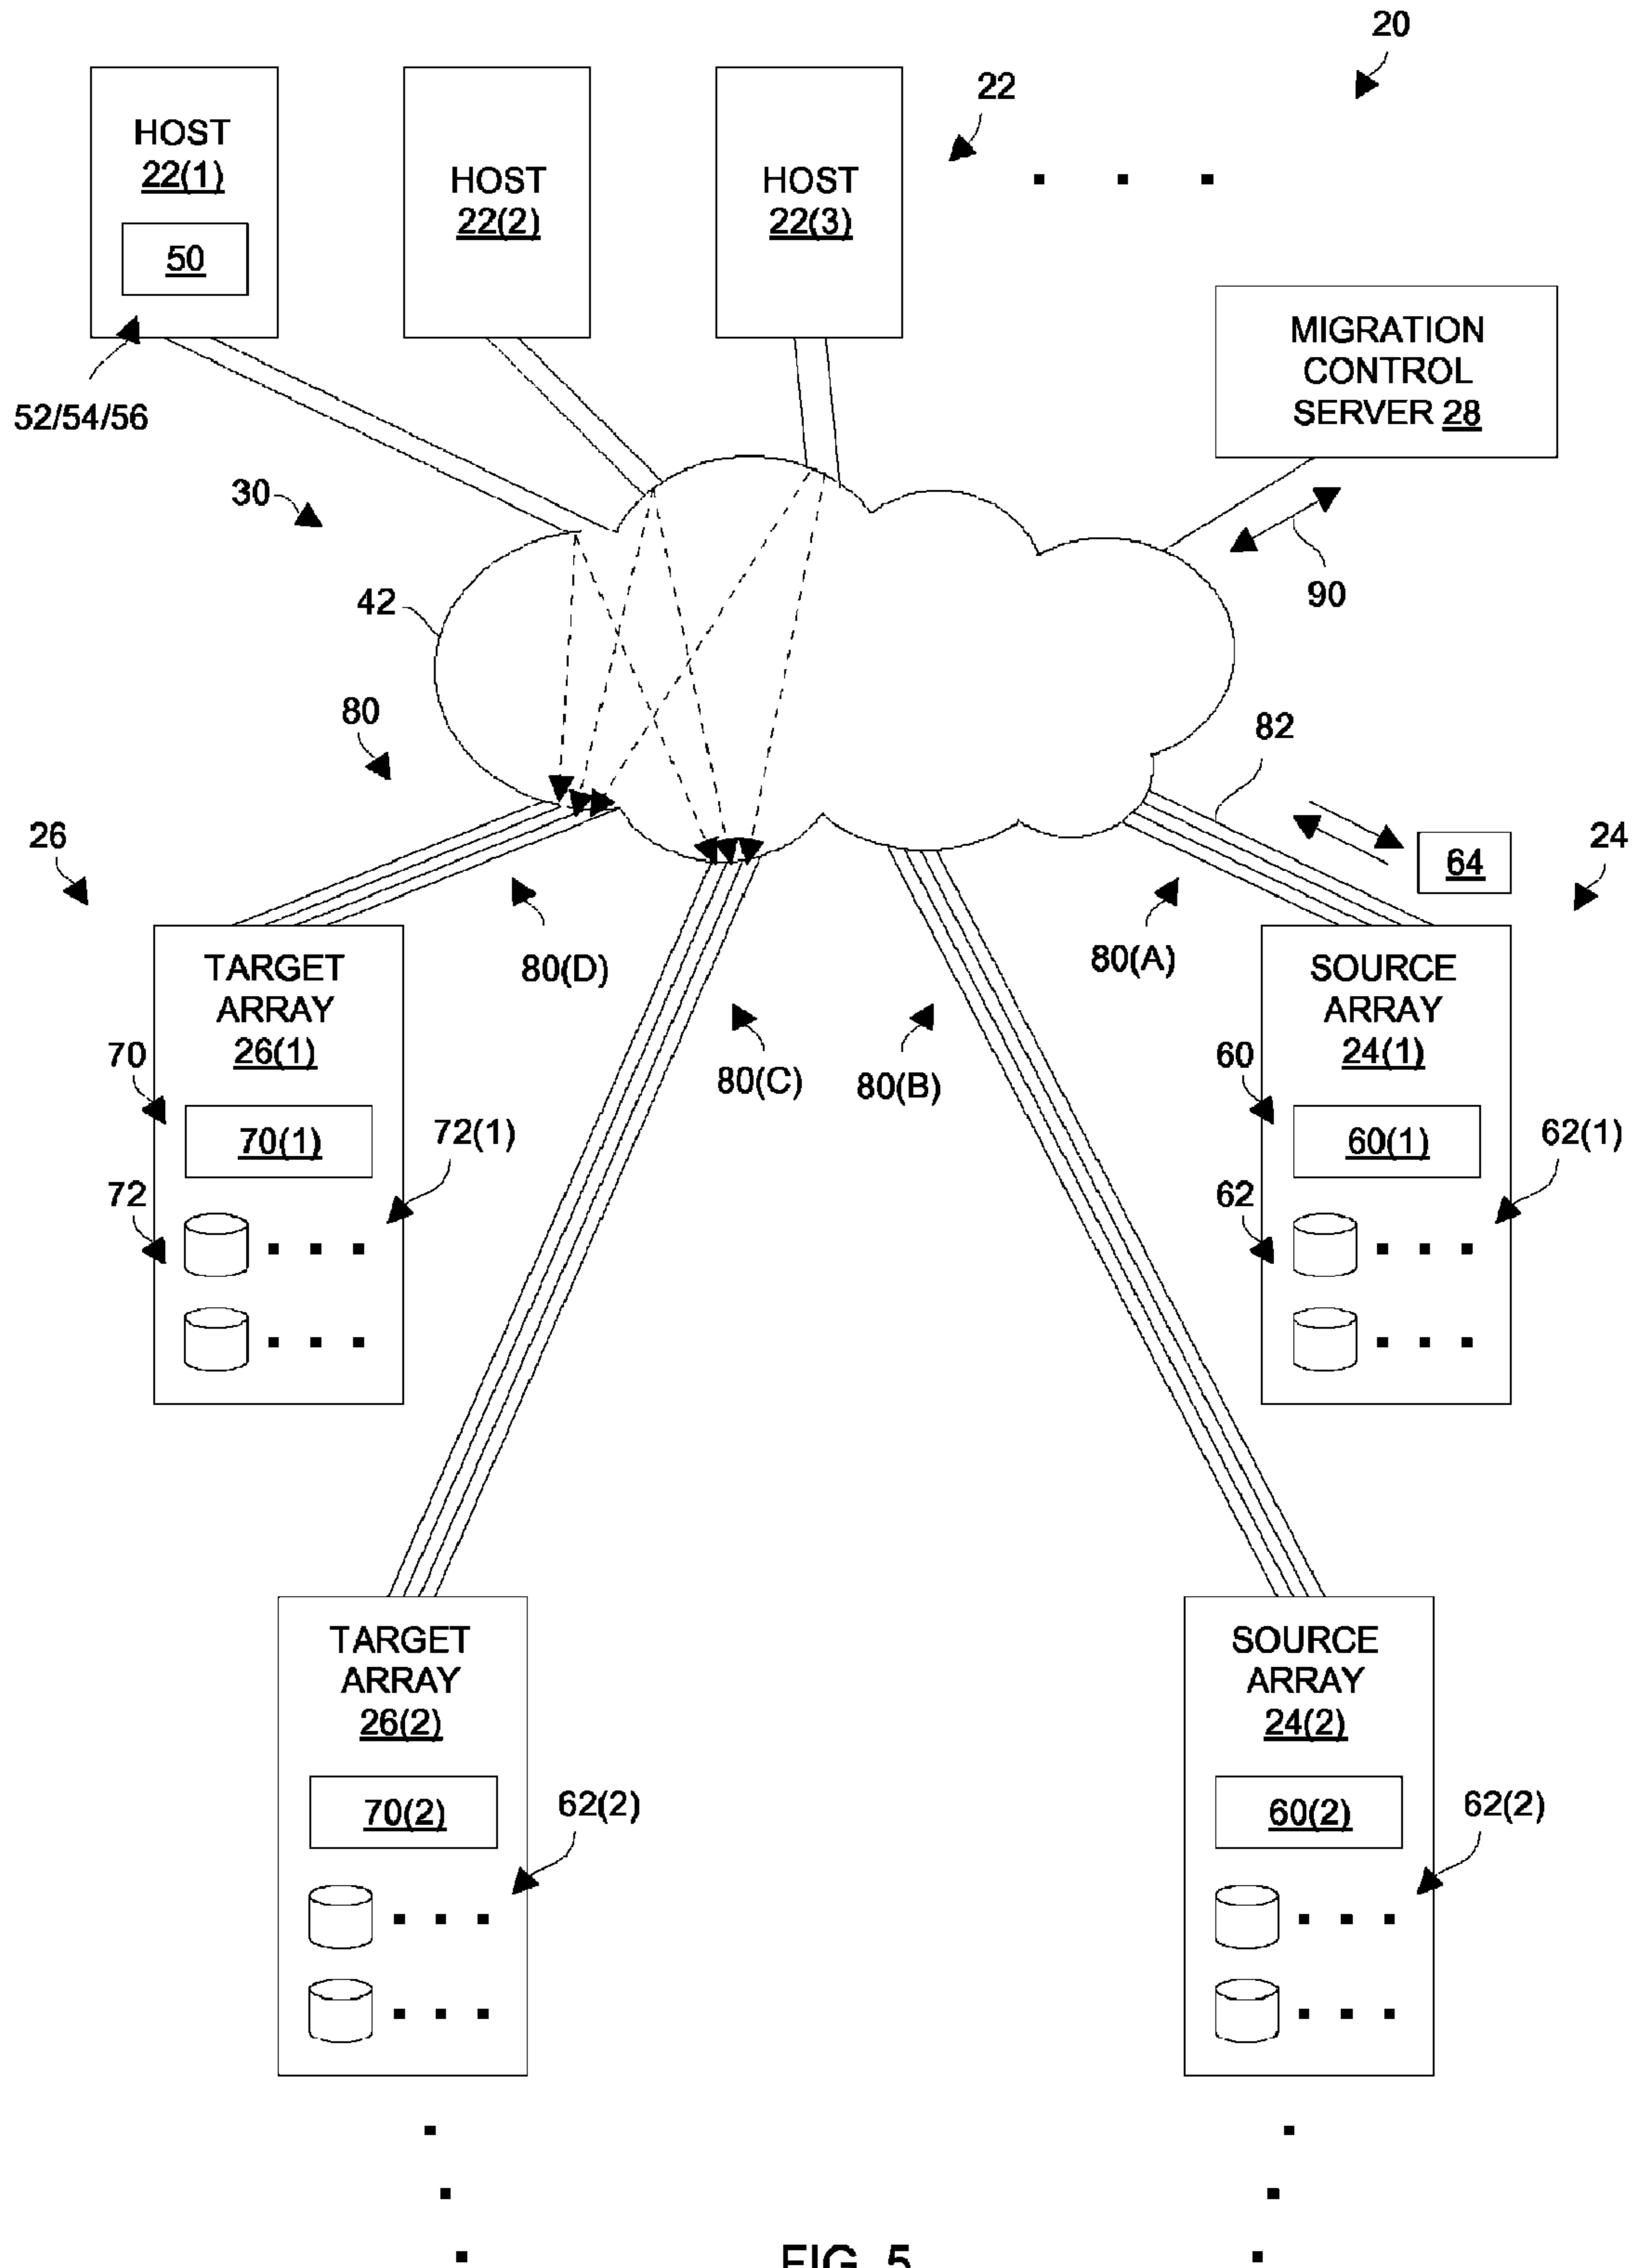 20
22
HOST
22(1)
50
HOST
22(2)
HOST
22(3)
52/54/56
MIGRATION
CONTROL
SERVER 28
30
90
42
80
82
26
64
24
80(D)
80(A)
TARGET
ARRAY
26(1)
SOURCE
ARRAY
24(1)
70
80(C)
80(B)
60
70(1)
72(1)
60(1)
62(1)
72
62
TARGET
ARRAY
26(2)
SOURCE
ARRAY
24(2)
70(2)
62(2)
60(2)
62(2)
FIG. 5